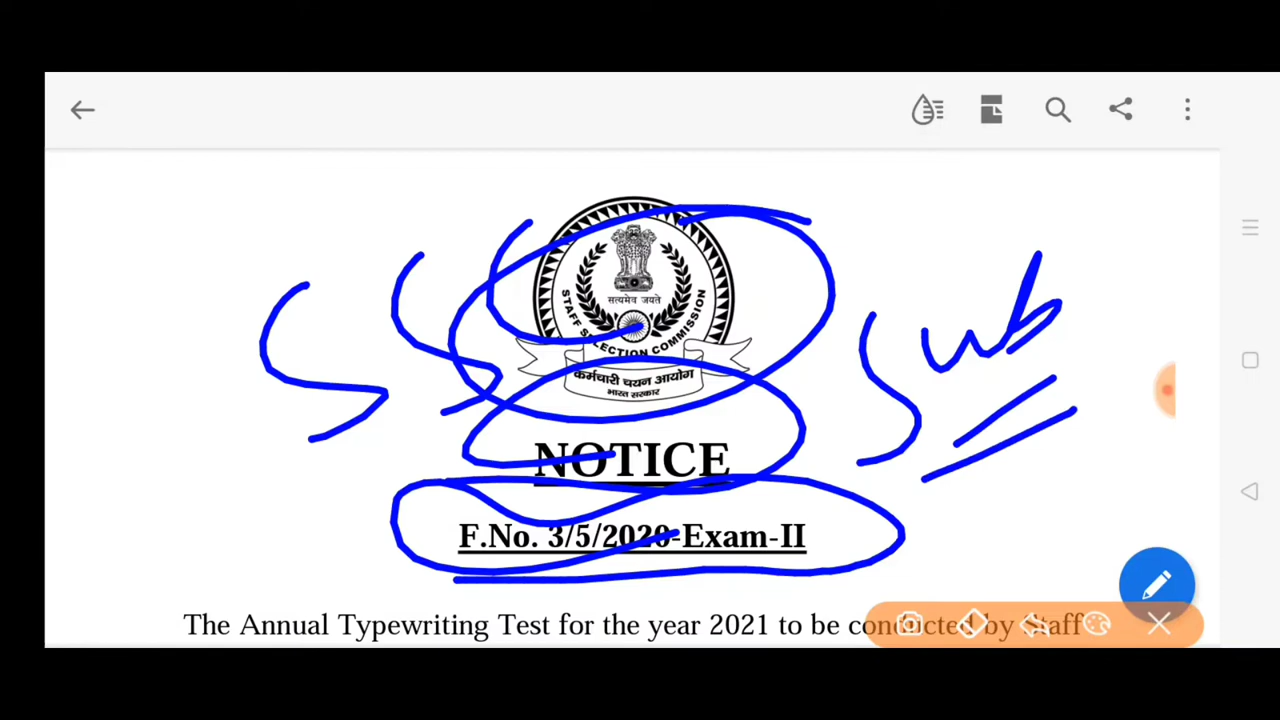 सत्यमेव जयते
STAFF SELECTION COMMISSION
कर्मचारी चयन आयोग
भारत सरकार
SS Sub
NOTICE
F.No. 3/5/2020-Exam-II
The Annual Typewriting Test for the year 2021 to be conducted by Staff